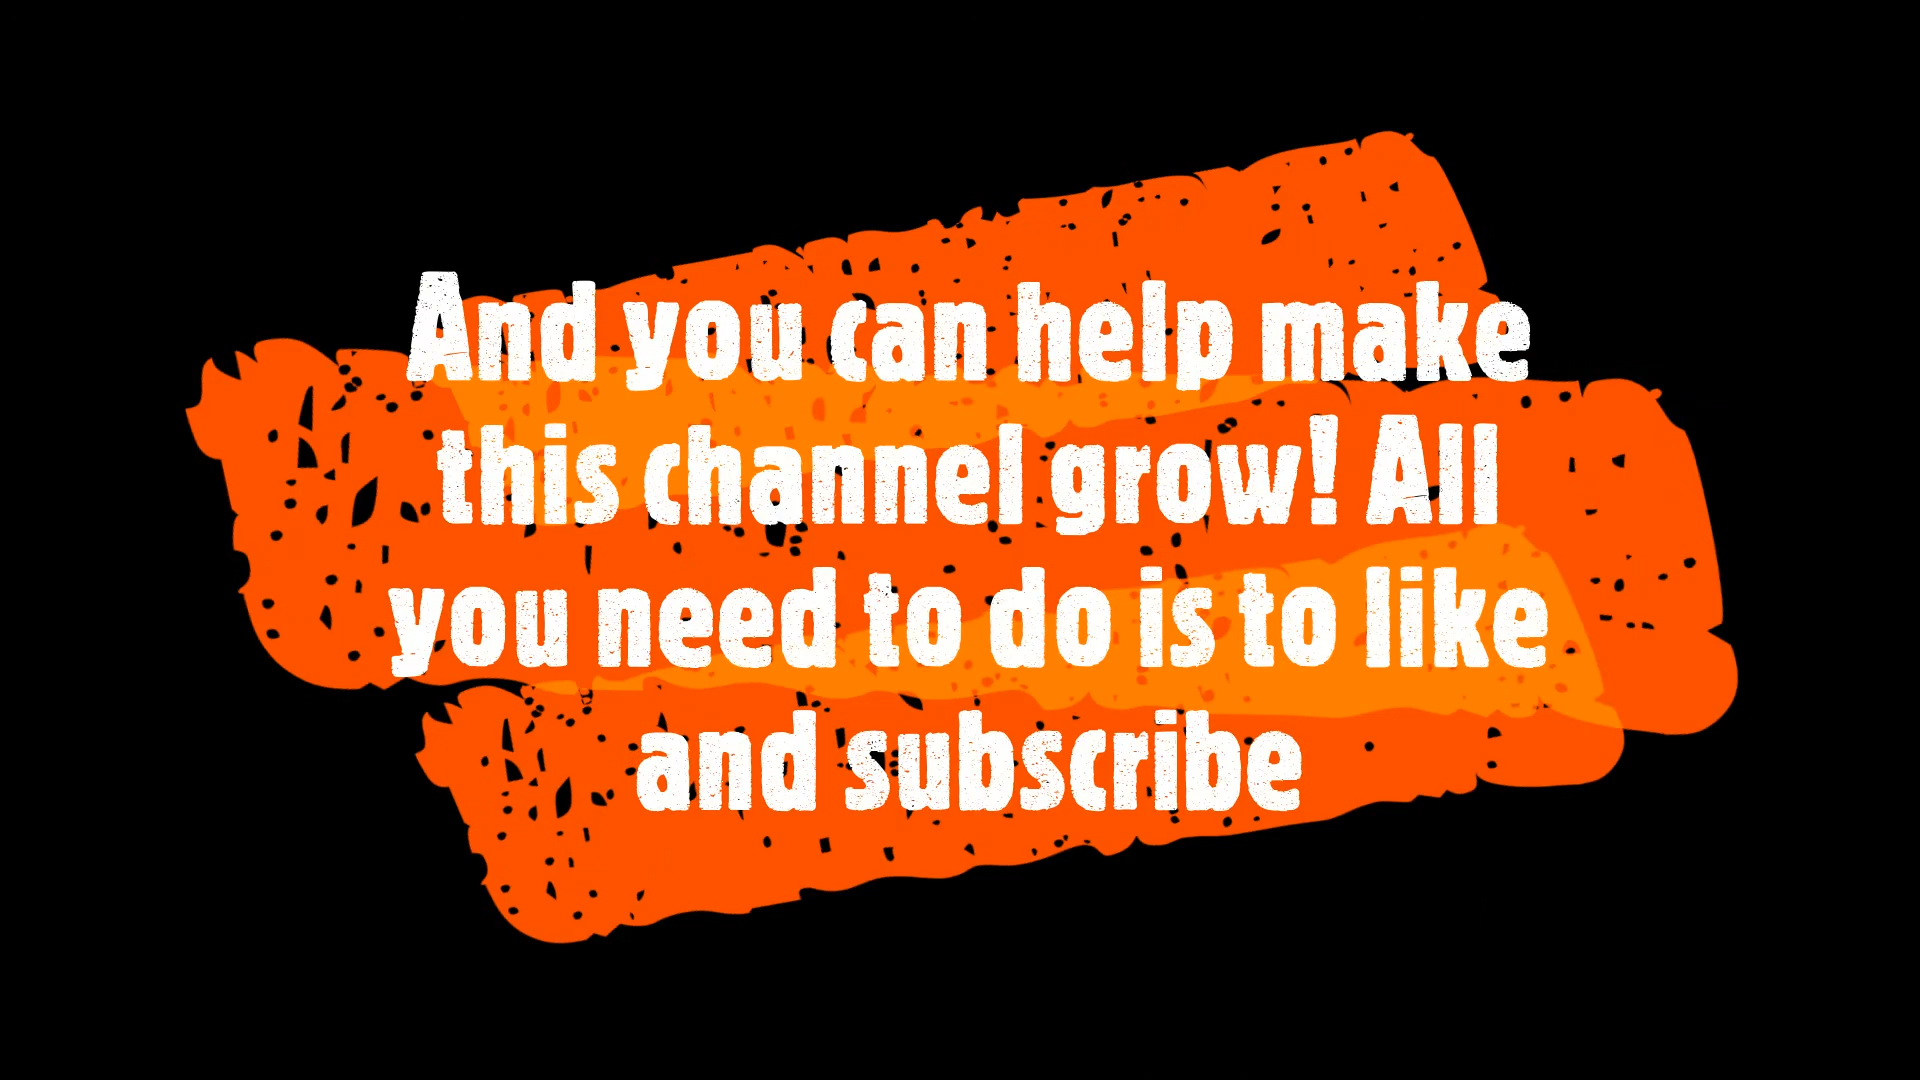 And you can help make
this channel grow! All
you need to do is to like
and subscribe